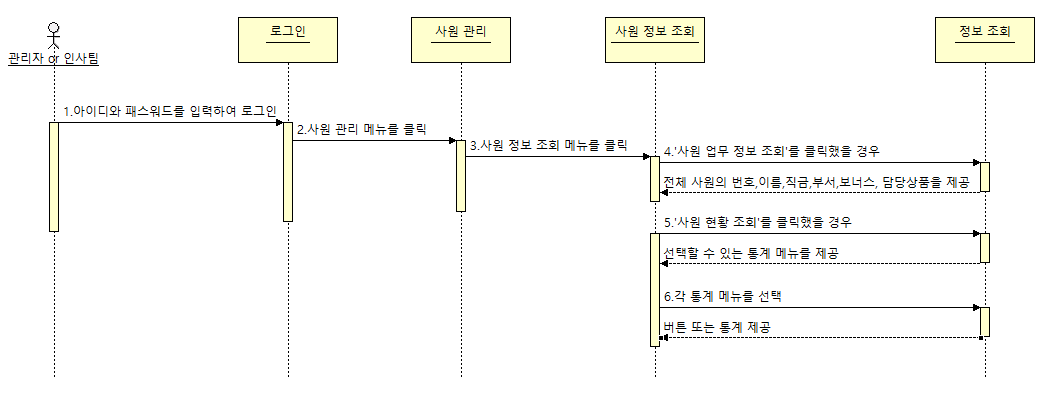 로그인
사원 관리
사원 정보 조회
정보 조회
관리자 or 인사팀
1.아이디와 패스워드를 입력하여 로그인
2.사원 관리 메뉴를 클릭
3.사원 정보 조회 메뉴를 클릭
4.'사원 업무 정보 조회'를 클릭했을 경우
전체 사원의 번호,이름,직금,부서,보너스, 담당상품을 제공
5.'사원 현황 조회'를 클릭했을 경우
선택할 수 있는 통계 메뉴를 제공
6.각 통계 메뉴를 선택
버튼 또는 통계 제공